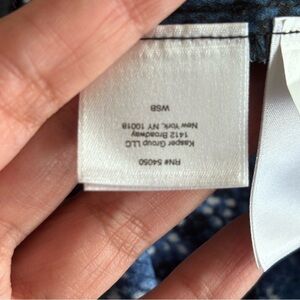 RN# 54050
Kasper Group LLC
1412 Broadway
New York, NY 10018
WSB